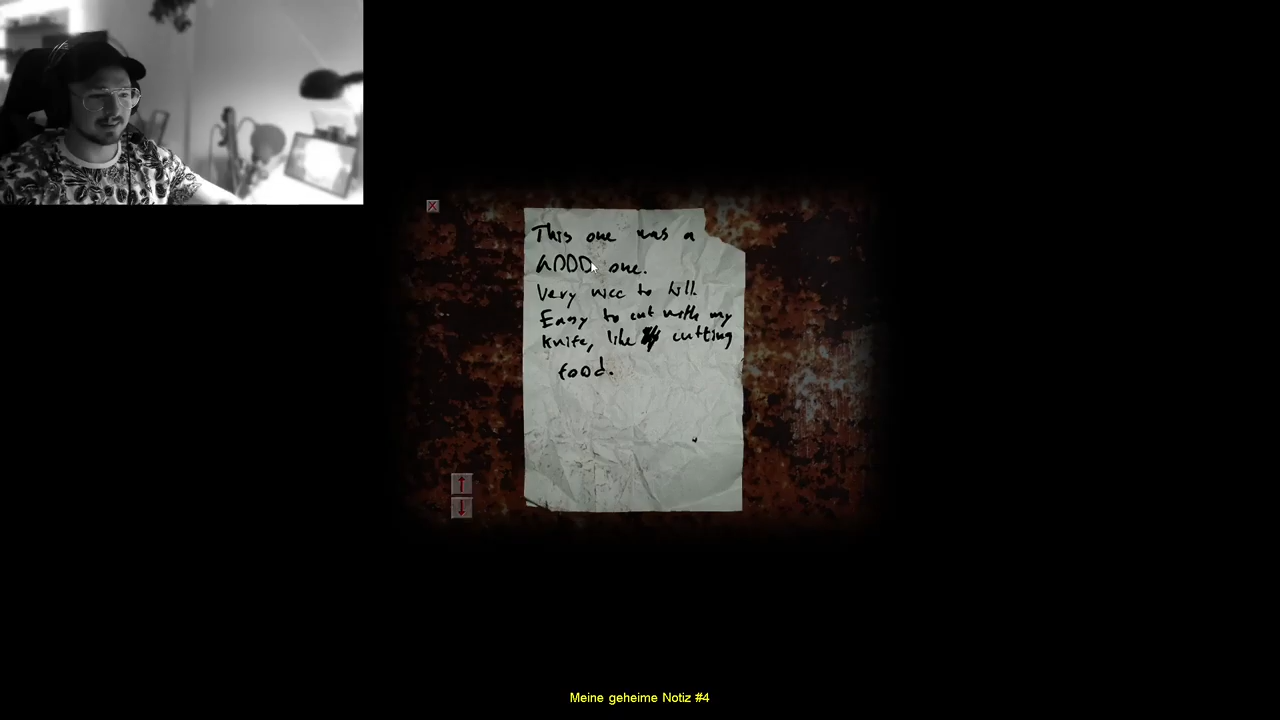 This one was a
GOOD one.
Very nice to kill
Easy to cut with my
knife, like cutting
food.
Meine geheime Notiz #4